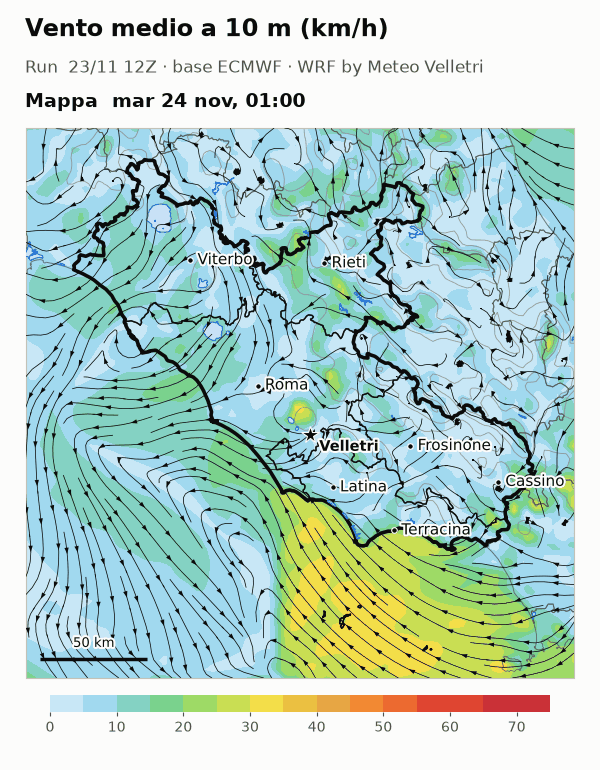 Vento medio a 10 m (km/h)
Run  23/11 12Z · base ECMWF · WRF by Meteo Velletri
Mappa  mar 24 nov, 01:00
Viterbo
Rieti
Roma
Velletri
Frosinone
Cassino
Latina
Terracina
50 km
0 10 20 30 40 50 60 70